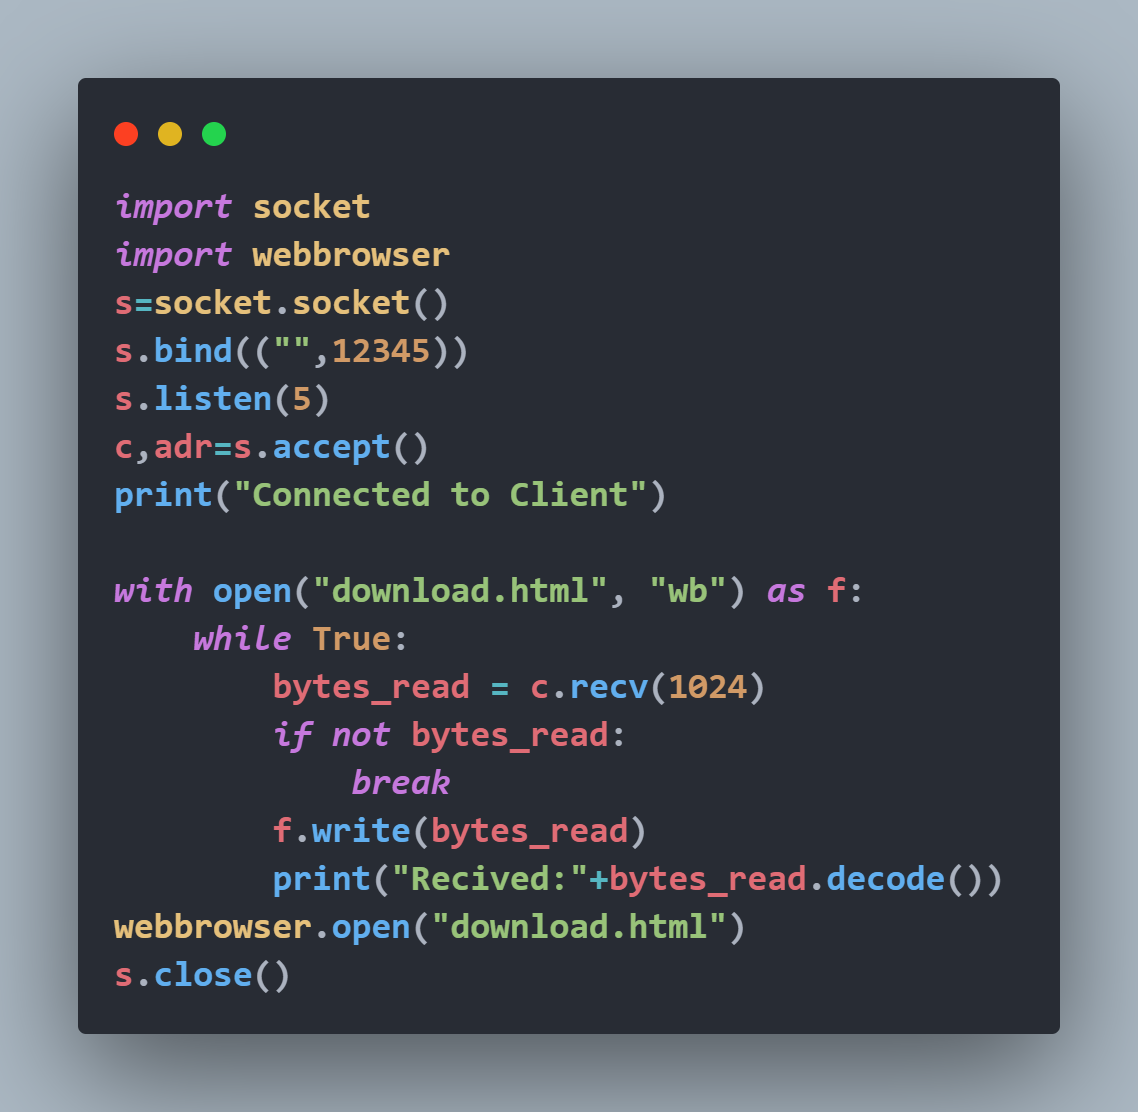 import socket
import webbrowser
s=socket.socket()
s.bind(("",12345))
s.listen(5)
c,adr=s.accept()
print("Connected to Client")

with open("download.html", "wb") as f:
    while True:
        bytes_read = c.recv(1024)
        if not bytes_read:
            break
        f.write(bytes_read)
        print("Recived:"+bytes_read.decode())
webbrowser.open("download.html")
s.close()